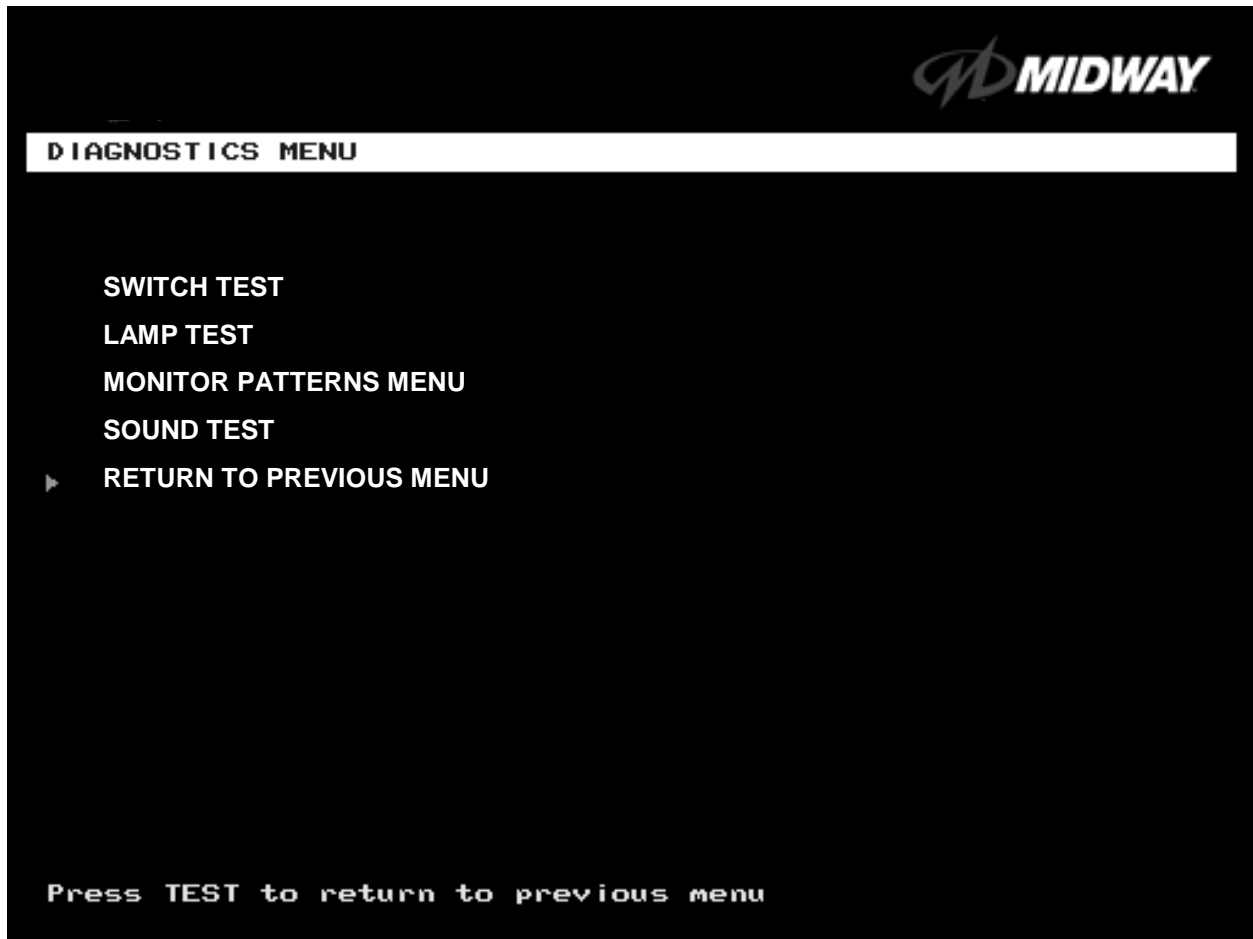 MIDWAY
DIAGNOSTICS MENU
SWITCH TEST
LAMP TEST
MONITOR PATTERNS MENU
SOUND TEST
RETURN TO PREVIOUS MENU
Press TEST to return to previous menu